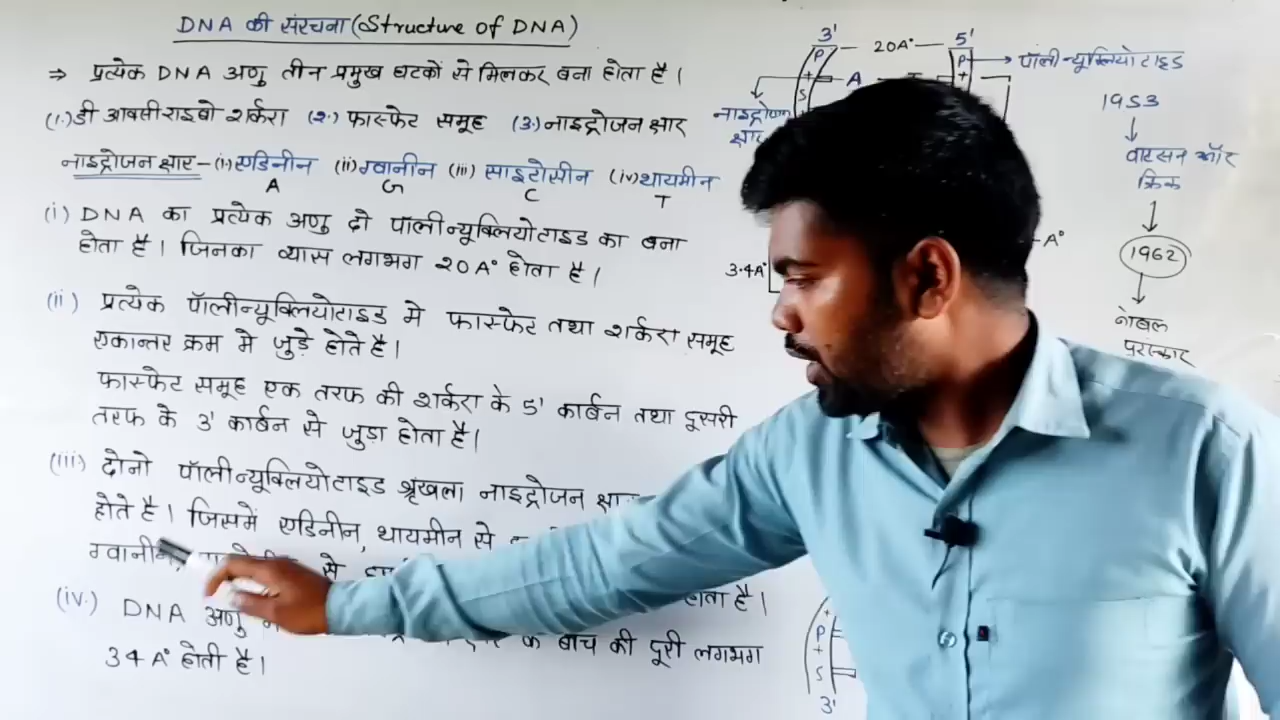 DNA की संरचना (Structure of DNA)
⇒ प्रत्येक DNA अणु तीन प्रमुख घटकों से मिलकर बना होता है।
(1.) डी आक्सीराइबो शर्करा (2.) फास्फेट समूह (3.) नाइट्रोजन क्षार
नाइट्रोजन क्षार - (i) एडिनीन (ii) ग्वानीन (iii) साइटोसीन (iv) थायमीन
A G C T
(i) DNA का प्रत्येक अणु दो पॉलीन्यूक्लियोटाइड का बना
होता है। जिनका व्यास लगभग 20A° होता है।
(ii) प्रत्येक पॉलीन्यूक्लियोटाइड मे फास्फेट तथा शर्करा समूह
एकान्तर क्रम मे जुड़े होते है।
फास्फेट समूह एक तरफ की शर्करा के 5' कार्बन तथा दूसरी
तरफ के 3' कार्बन से जुडा होता है।
(iii) दोनो पॉलीन्यूक्लियोटाइड श्रृखला नाइट्रोजन
होते है। जिसमें एडिनीन, थायमीन से
ग्वानीन, से
होता है।
(iv.) DNA अणु के बीच की दूरी लगभग
34 A° होती है।
3' 20A° 5'
P P
+ A +
S
पॉलीन्यूक्लियोटाइड
नाइट्रोजन
क्षार
3.4A°
A°
1953
वाटसन और
क्रिक
1962
नोबल
पुरस्कार
+
P
+
S
3'